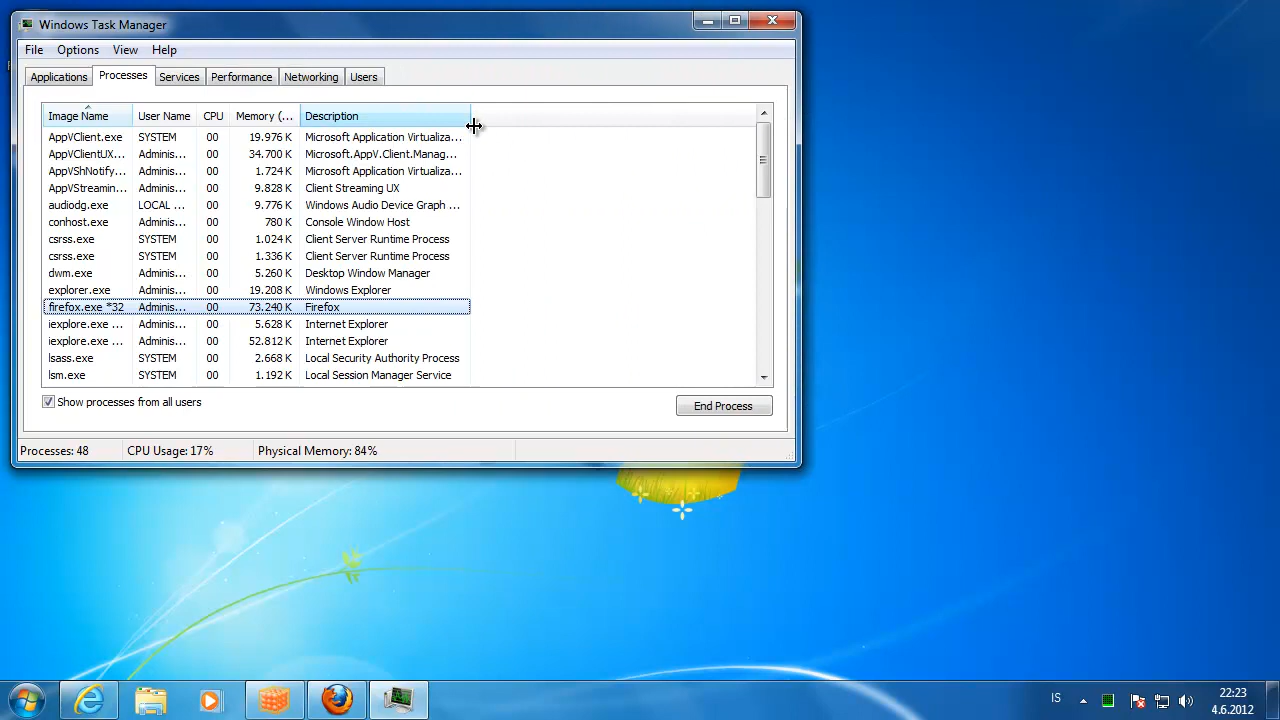 Windows Task Manager
File Options View Help
Applications Processes Services Performance Networking Users
Image Name User Name CPU Memory (... Description
AppVClient.exe SYSTEM 00 19.976 K Microsoft Application Virtualiza...
AppVClientUX... Adminis... 00 34.700 K Microsoft.AppV.Client.Manag...
AppVShNotify... Adminis... 00 1.724 K Microsoft Application Virtualiza...
AppVStreamin... Adminis... 00 9.828 K Client Streaming UX
audiodg.exe LOCAL ... 00 9.776 K Windows Audio Device Graph ...
conhost.exe Adminis... 00 780 K Console Window Host
csrss.exe SYSTEM 00 1.024 K Client Server Runtime Process
csrss.exe SYSTEM 00 1.336 K Client Server Runtime Process
dwm.exe Adminis... 00 5.260 K Desktop Window Manager
explorer.exe Adminis... 00 19.208 K Windows Explorer
firefox.exe *32 Adminis... 00 73.240 K Firefox
iexplore.exe ... Adminis... 00 5.628 K Internet Explorer
iexplore.exe ... Adminis... 00 52.812 K Internet Explorer
lsass.exe SYSTEM 00 2.668 K Local Security Authority Process
lsm.exe SYSTEM 00 1.192 K Local Session Manager Service
Show processes from all users
End Process
Processes: 48 CPU Usage: 17% Physical Memory: 84%
IS
22:23
4.6.2012